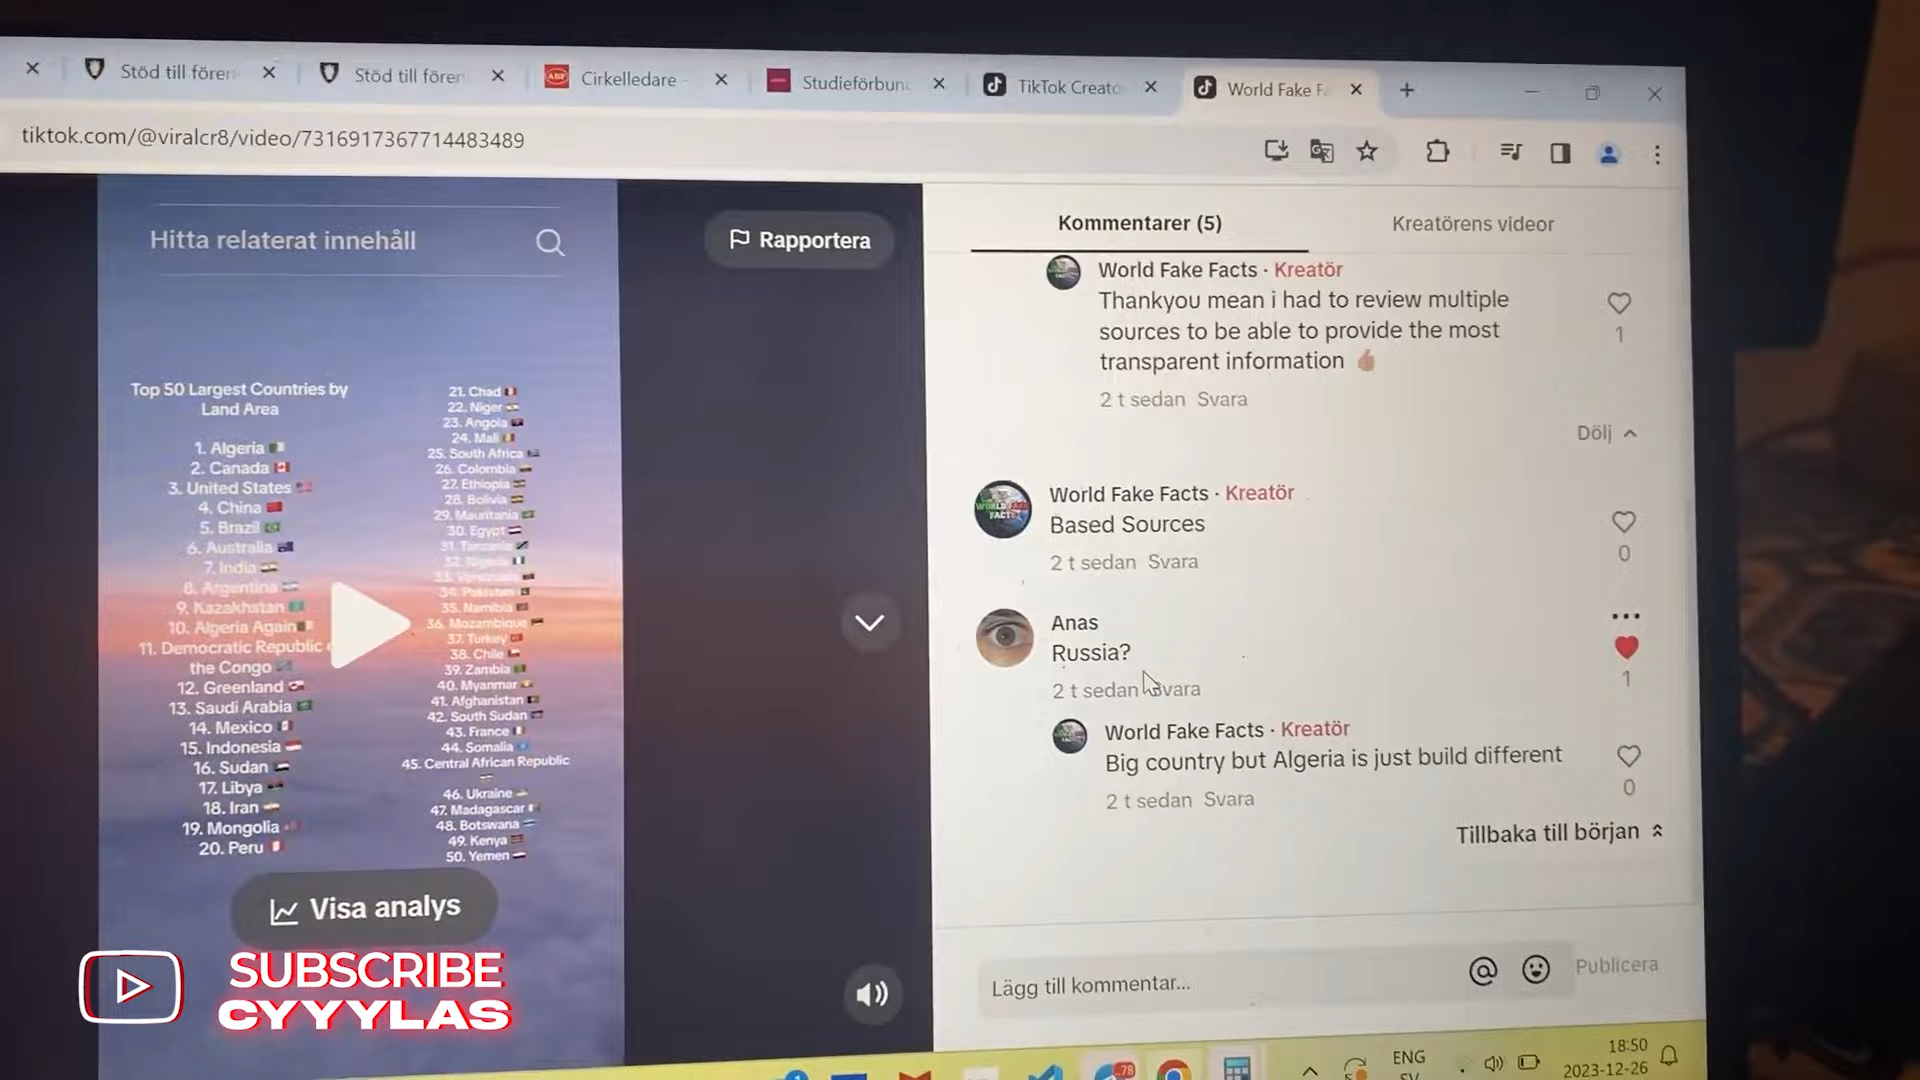 Stöd till fören
Stöd till fören
ABF
Cirkelledare -
Studieförbun
TikTok Creato
World Fake F
tiktok.com/@viralcr8/video/7316917367714483489
Hitta relaterat innehåll
Rapportera
Top 50 Largest Countries by
Land Area
1. Algeria
2. Canada
3. United States
4. China
5. Brazil
6. Australia
7. India
8. Argentina
9. Kazakhstan
10. Algeria Again
11. Democratic Republic
the Congo
12. Greenland
13. Saudi Arabia
14. Mexico
15. Indonesia
16. Sudan
17. Libya
18. Iran
19. Mongolia
20. Peru
21. Chad
22. Niger
23. Angola
24. Mali
25. South Africa
26. Colombia
27. Ethiopia
28. Bolivia
29. Mauritania
30. Egypt
31. Tanzania
32. Nigeria
33. Venezuela
34. Pakistan
35. Namibia
36. Mozambique
37. Turkey
38. Chile
39. Zambia
40. Myanmar
41. Afghanistan
42. South Sudan
43. France
44. Somalia
45. Central African Republic
46. Ukraine
47. Madagascar
48. Botswana
49. Kenya
50. Yemen
Visa analys
SUBSCRIBE
CYYYLAS
Kommentarer (5)
Kreatörens videor
World Fake Facts · Kreatör
Thankyou mean i had to review multiple
sources to be able to provide the most
transparent information
1
2 t sedan Svara
Dölj
World Fake Facts · Kreatör
Based Sources
0
2 t sedan Svara
Anas
Russia?
1
2 t sedan Svara
World Fake Facts · Kreatör
Big country but Algeria is just build different
0
2 t sedan Svara
Tillbaka till början
Lägg till kommentar...
Publicera
78
ENG
SV
18:50
2023-12-26